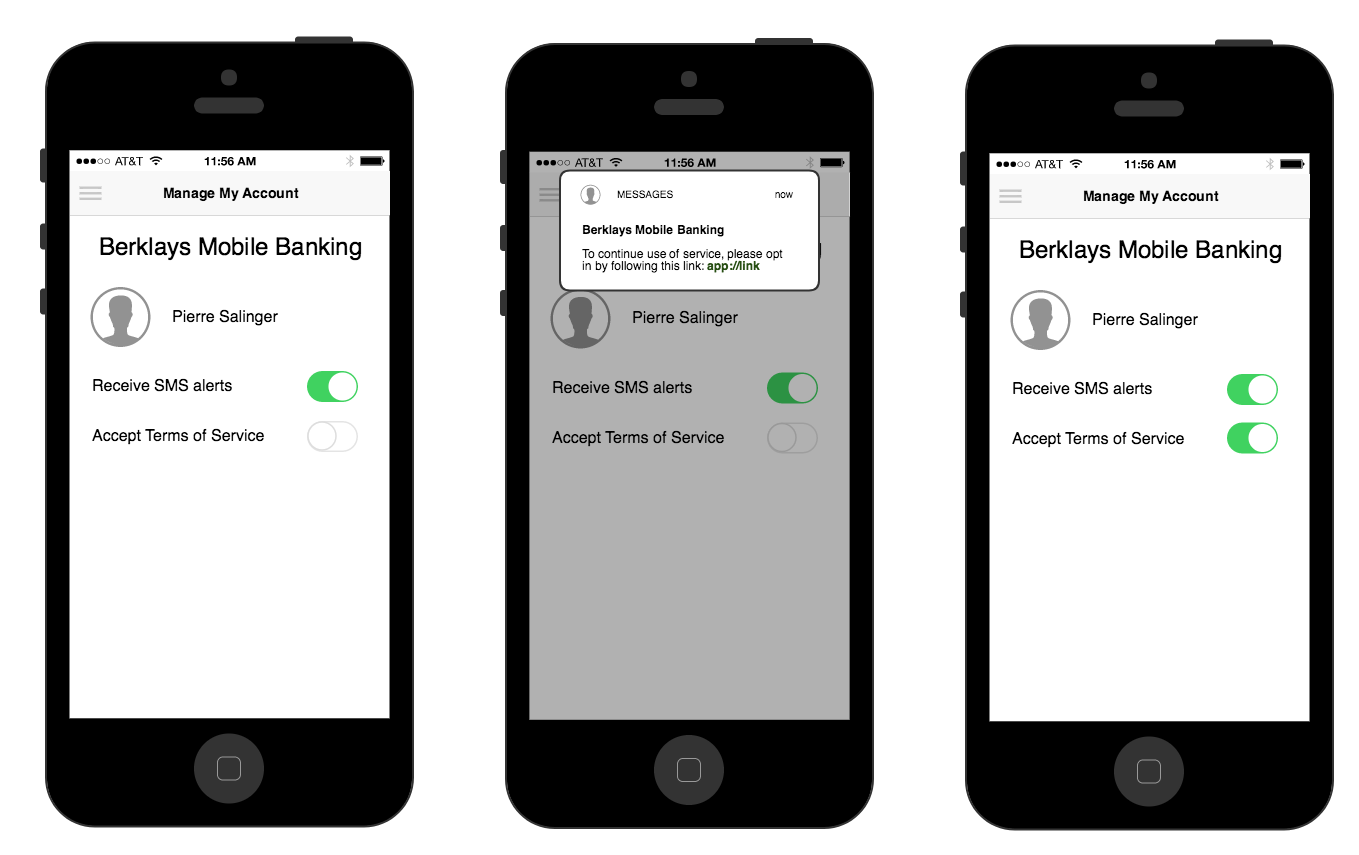 AT&T 11:56 AM
Manage My Account
Berklays Mobile Banking
Pierre Salinger
Receive SMS alerts
Accept Terms of Service
AT&T 11:56 AM
MESSAGES now
Berklays Mobile Banking
To continue use of service, please opt
in by following this link: app://link
Pierre Salinger
Receive SMS alerts
Accept Terms of Service
AT&T 11:56 AM
Manage My Account
Berklays Mobile Banking
Pierre Salinger
Receive SMS alerts
Accept Terms of Service